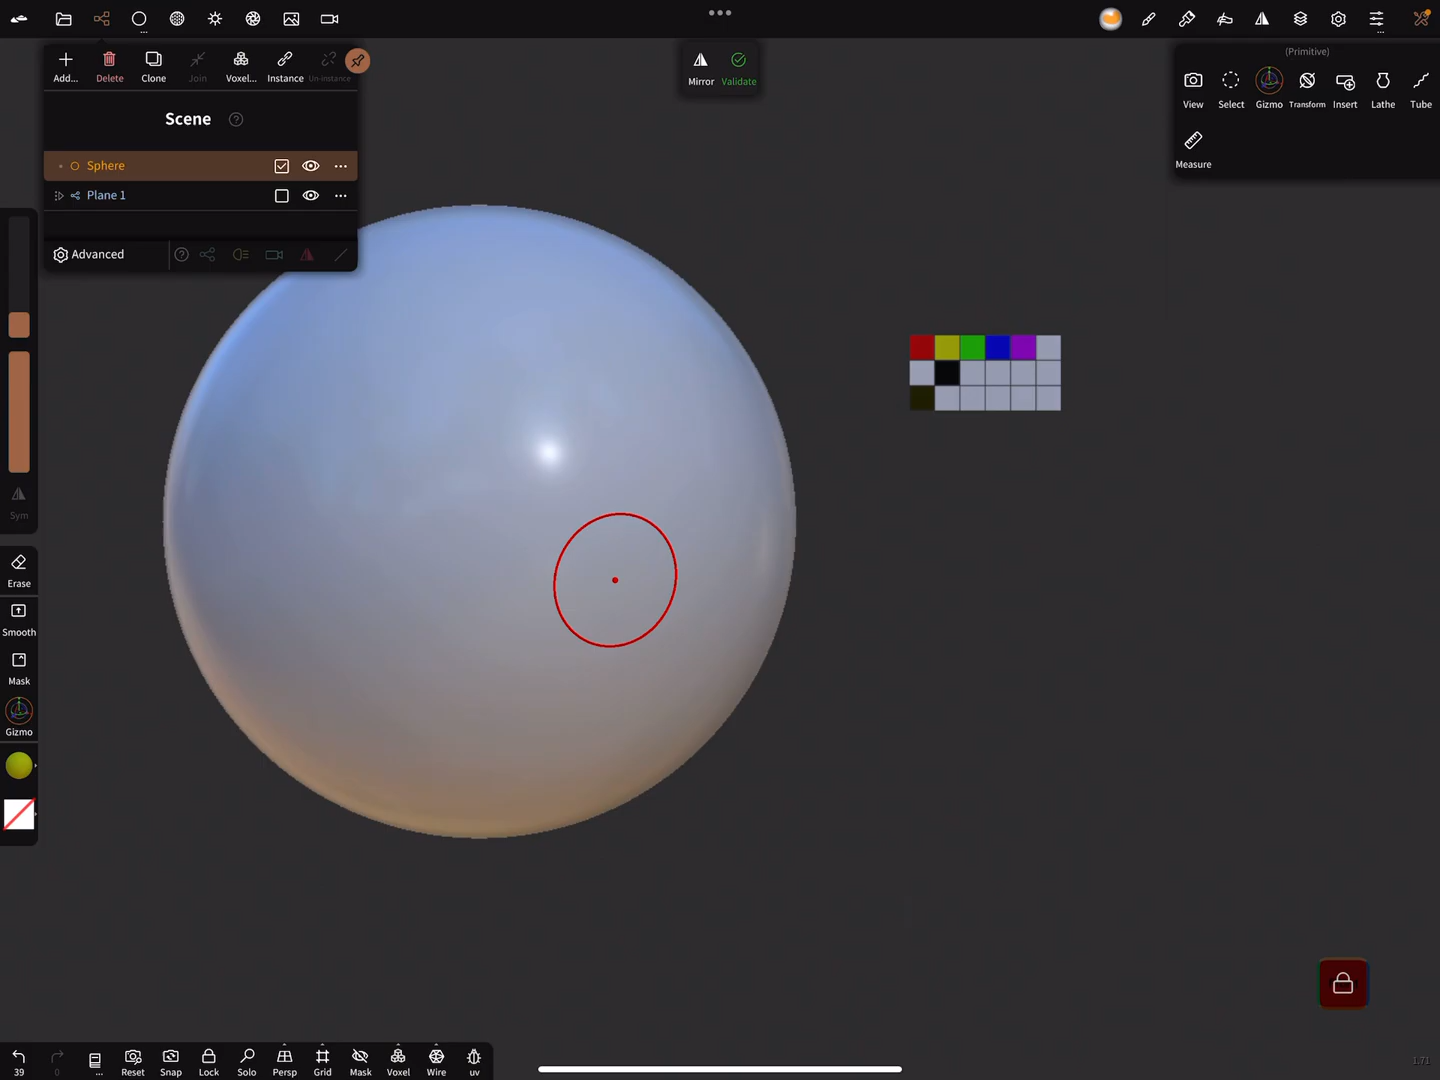 Add...
Delete
Clone
Join
Voxel...
Instance
Un-Instance
Mirror
Validate
(Primitive)
View
Select
Gizmo
Transform
Insert
Lathe
Tube
Measure
Scene
?
Sphere
...
Plane 1
...
Advanced
?
Sym
Erase
Smooth
Mask
Gizmo
39
0
...
Reset
Snap
Lock
Solo
Persp
Grid
Mask
Voxel
Wire
uv
1.71